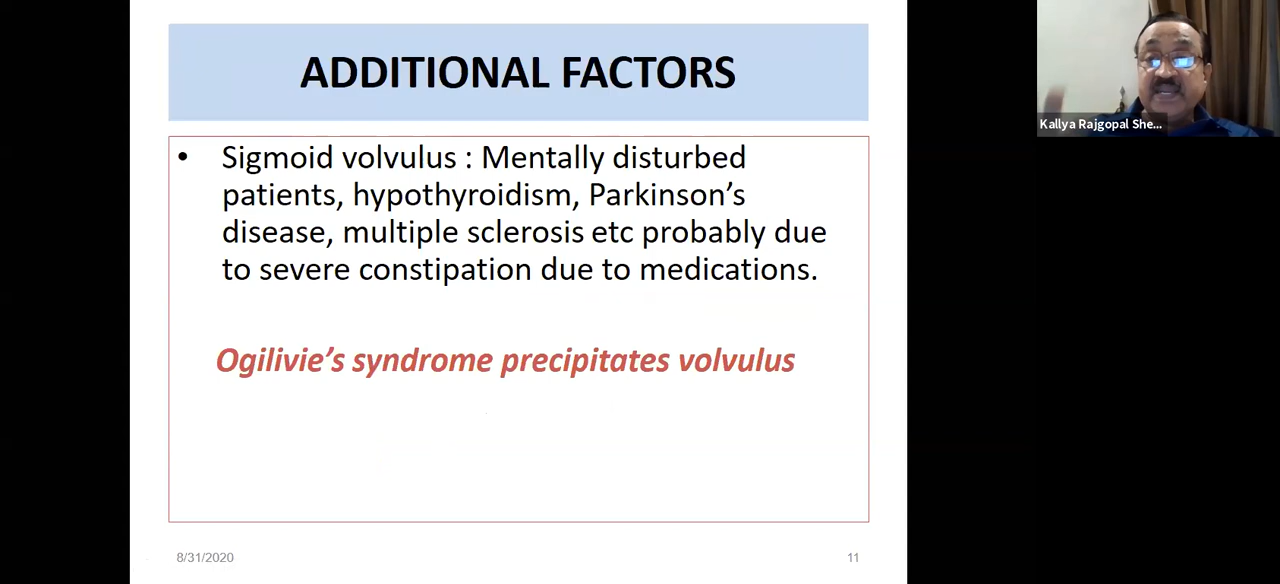 ADDITIONAL FACTORS
• Sigmoid volvulus : Mentally disturbed
patients, hypothyroidism, Parkinson’s
disease, multiple sclerosis etc probably due
to severe constipation due to medications.
Ogilivie’s syndrome precipitates volvulus
8/31/2020
11
Kallya Rajgopal She...